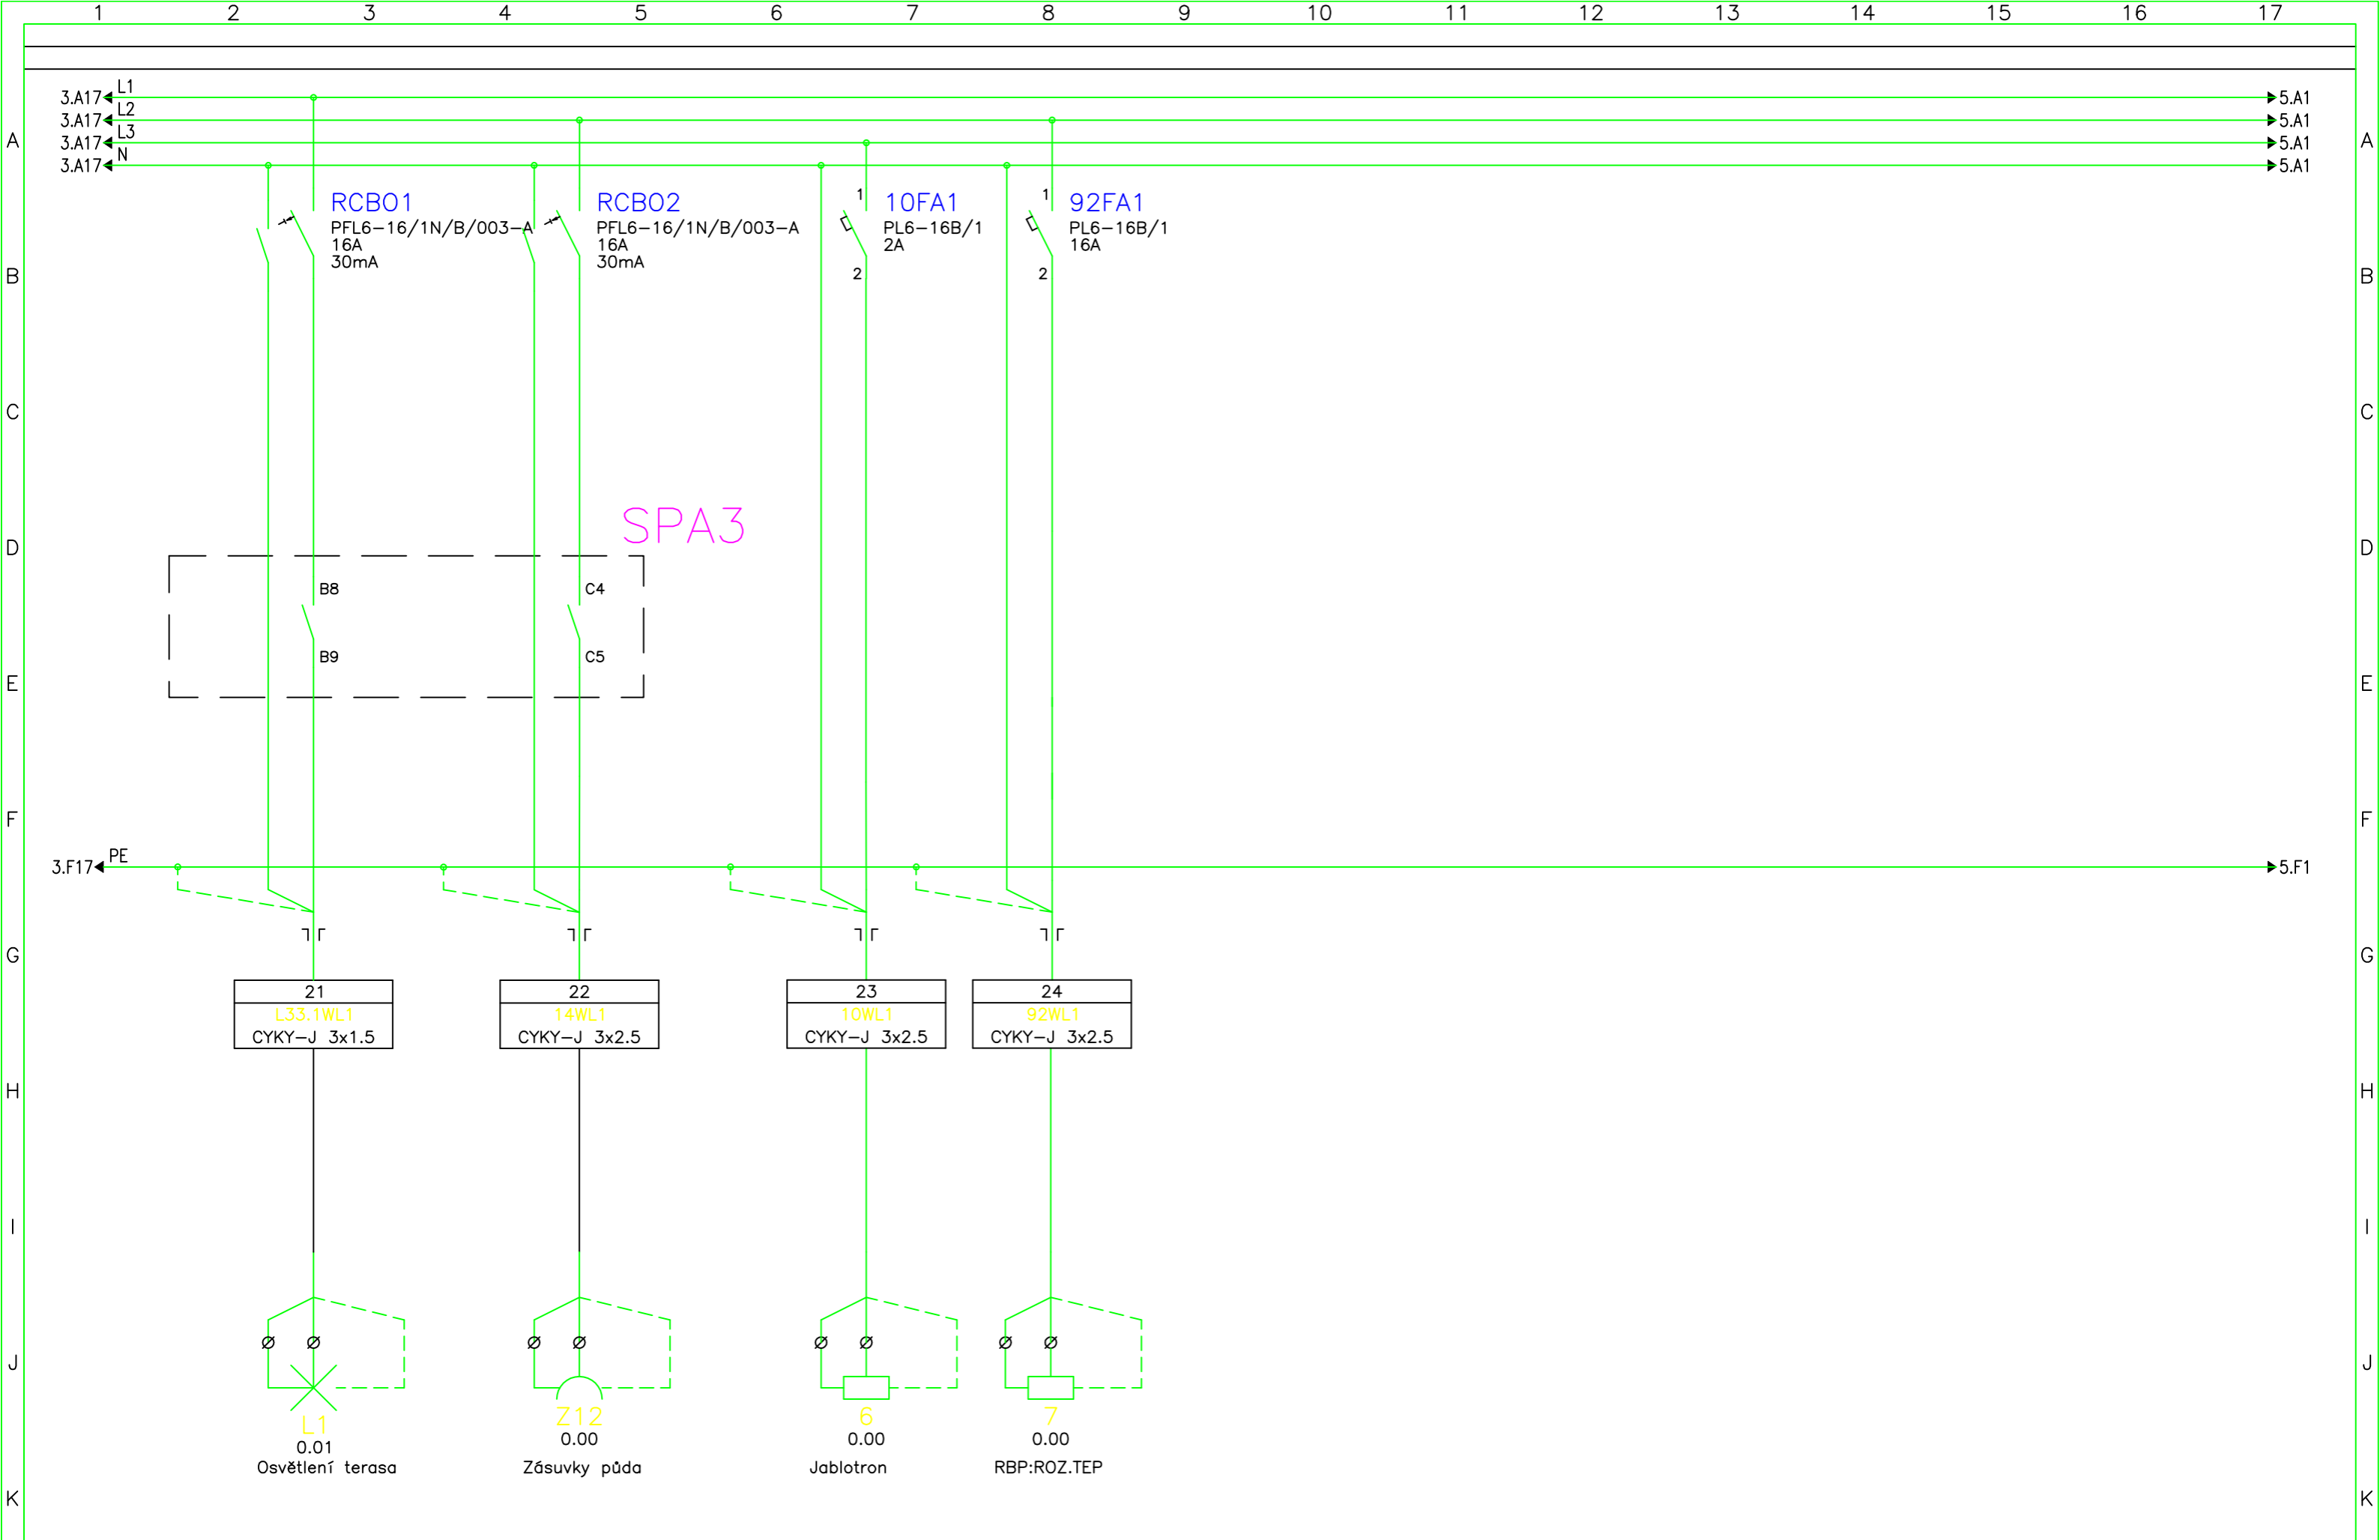 1 2 3 4 5 6 7 8 9 10 11 12 13 14 15 16 17
3.A17 L1 5.A1
3.A17 L2 5.A1
A 3.A17 L3 5.A1 A
3.A17 N 5.A1
RCBO1
PFL6-16/1N/B/003-A
16A
30mA
RCBO2
PFL6-16/1N/B/003-A
16A
30mA
1
10FA1
PL6-16B/1
2A
2
1
92FA1
PL6-16B/1
16A
2
B B
C C
SPA3
D D
B8 C4
B9 C5
E E
F F
3.F17 PE 5.F1
G G
21
L33.1WL1
CYKY-J 3x1.5
22
14WL1
CYKY-J 3x2.5
23
10WL1
CYKY-J 3x2.5
24
92WL1
CYKY-J 3x2.5
H H
I I
J J
L1
0.01
Osvětlení terasa
Z12
0.00
Zásuvky půda
6
0.00
Jablotron
7
0.00
RBP:ROZ.TEP
K K